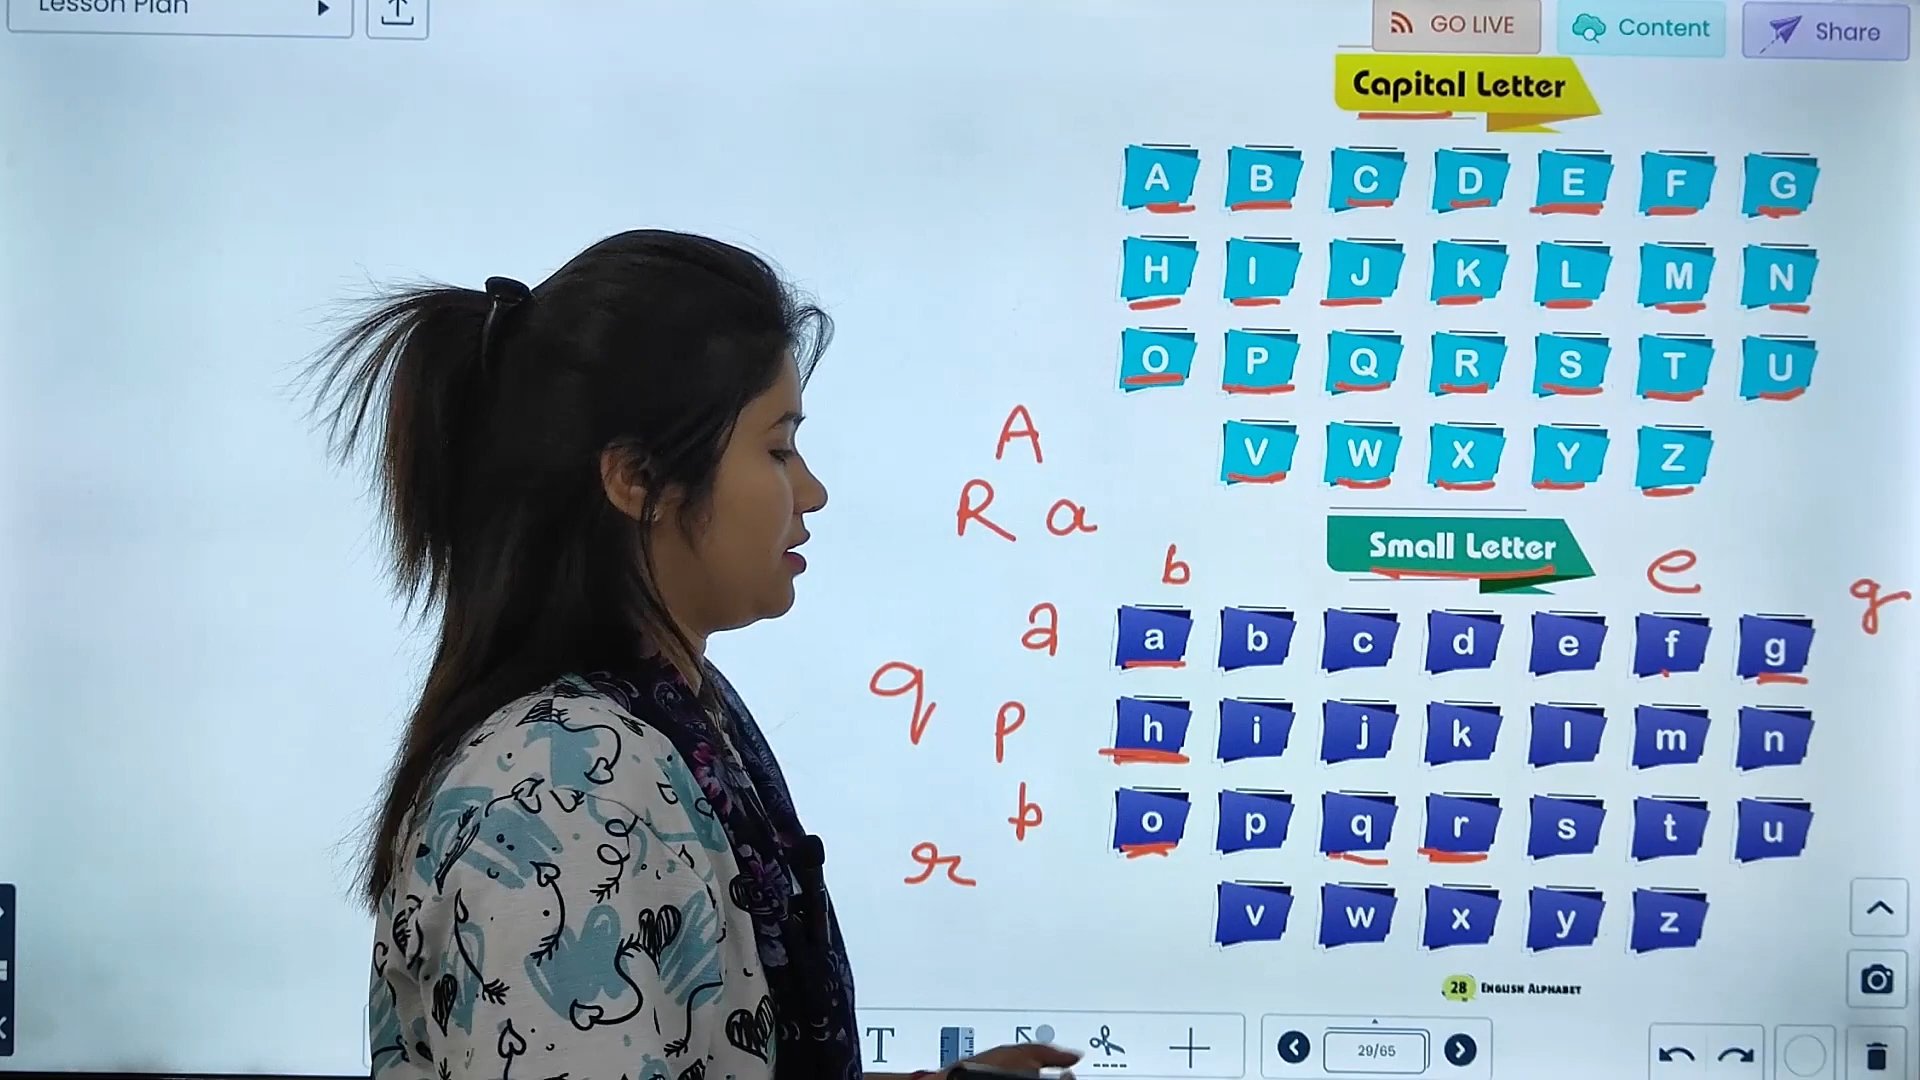 Lesson Plan
GO LIVE
Content
Share
Capital Letter
A B C D E F G
H I J K L M N
O P Q R S T U
A
V W X Y Z
R a
Small Letter
b
e
g
a
a b c d e f g
q
p
h i j k l m n
b
o p q r s t u
r
v w x y z
28 ENGLISH ALPHABET
T
29/65